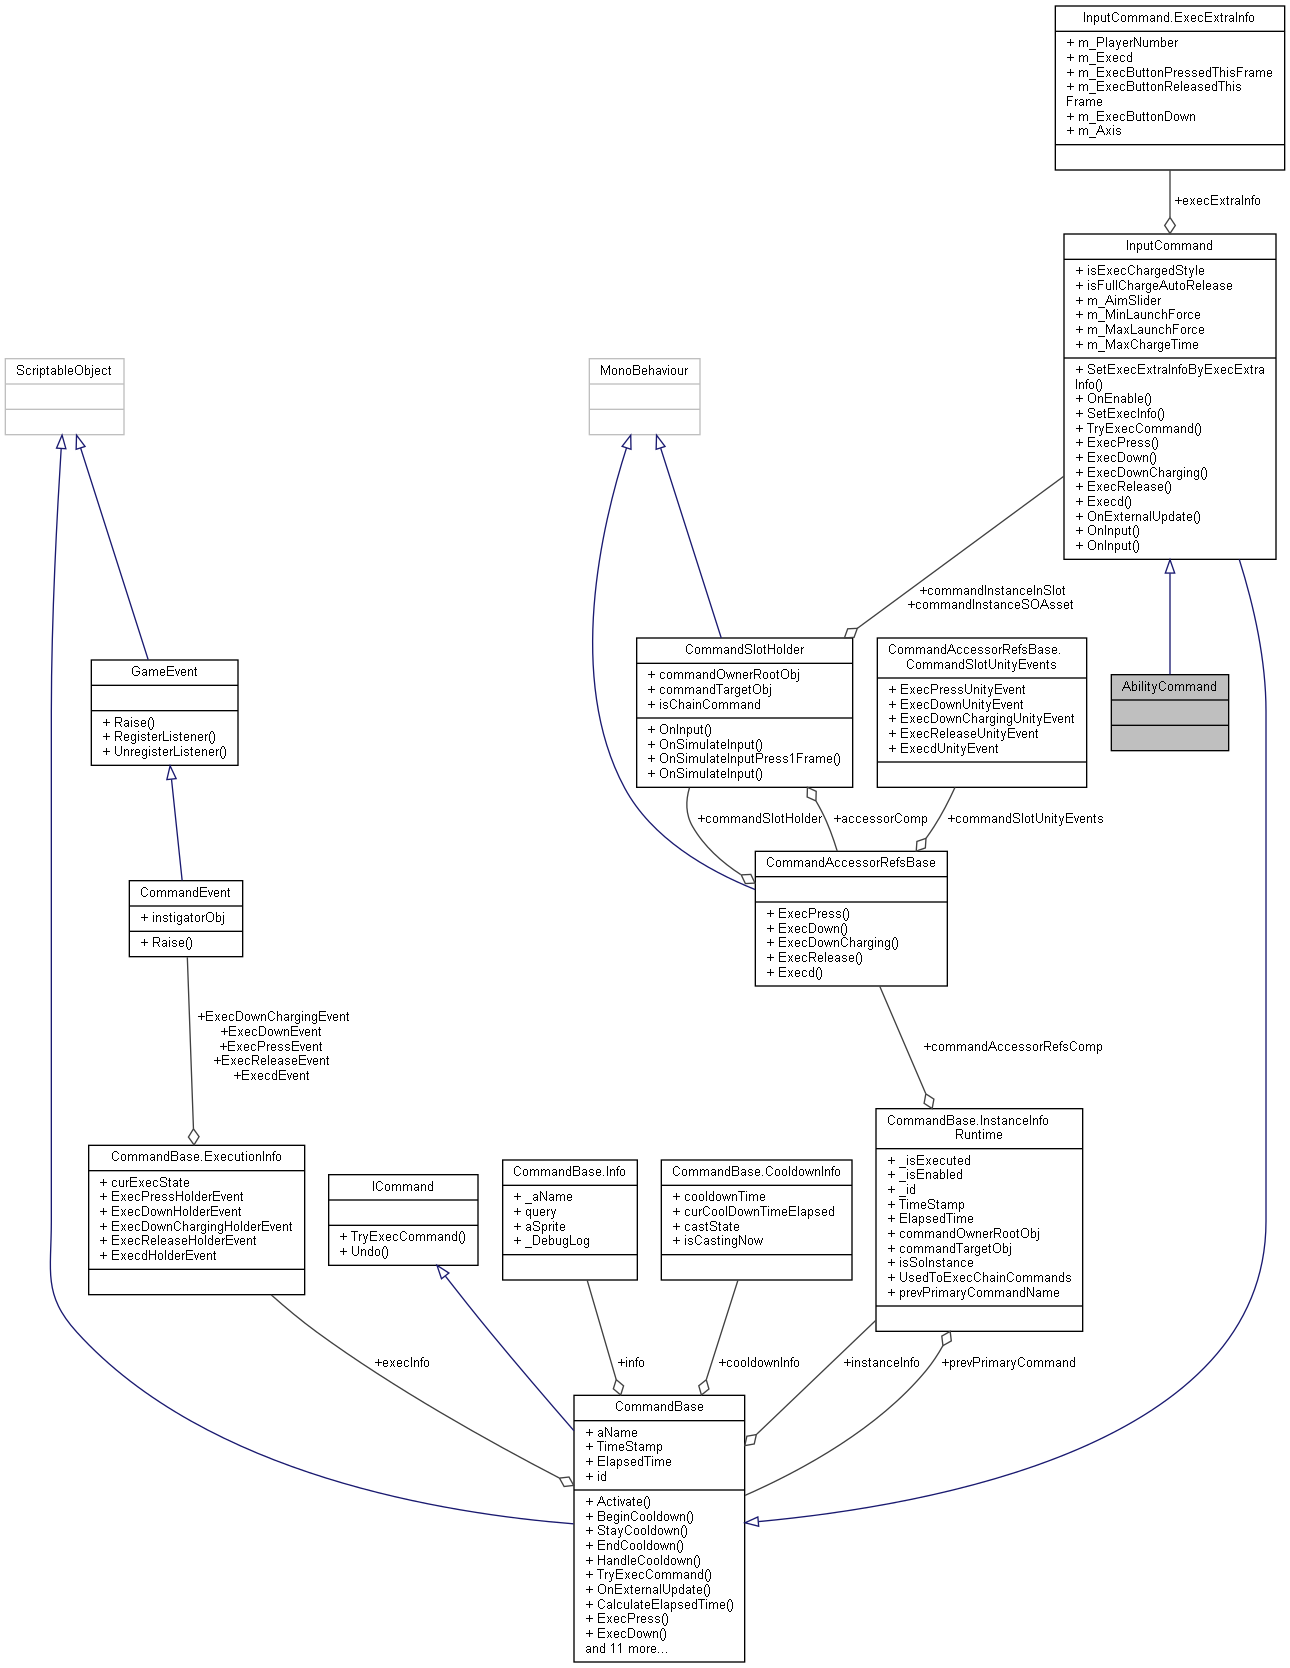 InputCommand.ExecExtraInfo
+ m_PlayerNumber
+ m_Execd
+ m_ExecButtonPressedThisFrame
+ m_ExecButtonReleasedThis
Frame
+ m_ExecButtonDown
+ m_Axis
+execExtraInfo
InputCommand
+ isExecChargedStyle
+ isFullChargeAutoRelease
+ m_AimSlider
+ m_MinLaunchForce
+ m_MaxLaunchForce
+ m_MaxChargeTime
+ SetExecExtraInfoByExecExtra
Info()
+ OnEnable()
+ SetExecInfo()
+ TryExecCommand()
+ ExecPress()
+ ExecDown()
+ ExecDownCharging()
+ ExecRelease()
+ Execd()
+ OnExternalUpdate()
+ OnInput()
+ OnInput()
ScriptableObject
MonoBehaviour
+commandInstanceInSlot
+commandInstanceSOAsset
GameEvent
+ Raise()
+ RegisterListener()
+ UnregisterListener()
CommandSlotHolder
+ commandOwnerRootObj
+ commandTargetObj
+ isChainCommand
+ OnInput()
+ OnSimulateInput()
+ OnSimulateInputPress1Frame()
+ OnSimulateInput()
CommandAccessorRefsBase.
CommandSlotUnityEvents
+ ExecPressUnityEvent
+ ExecDownUnityEvent
+ ExecDownChargingUnityEvent
+ ExecReleaseUnityEvent
+ ExecdUnityEvent
AbilityCommand
+commandSlotHolder
+accessorComp
+commandSlotUnityEvents
CommandAccessorRefsBase
+ ExecPress()
+ ExecDown()
+ ExecDownCharging()
+ ExecRelease()
+ Execd()
CommandEvent
+ instigatorObj
+ Raise()
+ExecDownChargingEvent
+ExecDownEvent
+ExecPressEvent
+ExecReleaseEvent
+ExecdEvent
+commandAccessorRefsComp
CommandBase.ExecutionInfo
+ curExecState
+ ExecPressHolderEvent
+ ExecDownHolderEvent
+ ExecDownChargingHolderEvent
+ ExecReleaseHolderEvent
+ ExecdHolderEvent
ICommand
+ TryExecCommand()
+ Undo()
CommandBase.Info
+ _aName
+ query
+ aSprite
+ _DebugLog
CommandBase.CooldownInfo
+ cooldownTime
+ curCoolDownTimeElapsed
+ castState
+ isCastingNow
CommandBase.InstanceInfo
Runtime
+ _isExecuted
+ _isEnabled
+ _id
+ TimeStamp
+ ElapsedTime
+ commandOwnerRootObj
+ commandTargetObj
+ isSoInstance
+ UsedToExecChainCommands
+ prevPrimaryCommandName
+execInfo
+info
+cooldownInfo
+instanceInfo
+prevPrimaryCommand
CommandBase
+ aName
+ TimeStamp
+ ElapsedTime
+ id
+ Activate()
+ BeginCooldown()
+ StayCooldown()
+ EndCooldown()
+ HandleCooldown()
+ TryExecCommand()
+ OnExternalUpdate()
+ CalculateElapsedTime()
+ ExecPress()
+ ExecDown()
and 11 more...